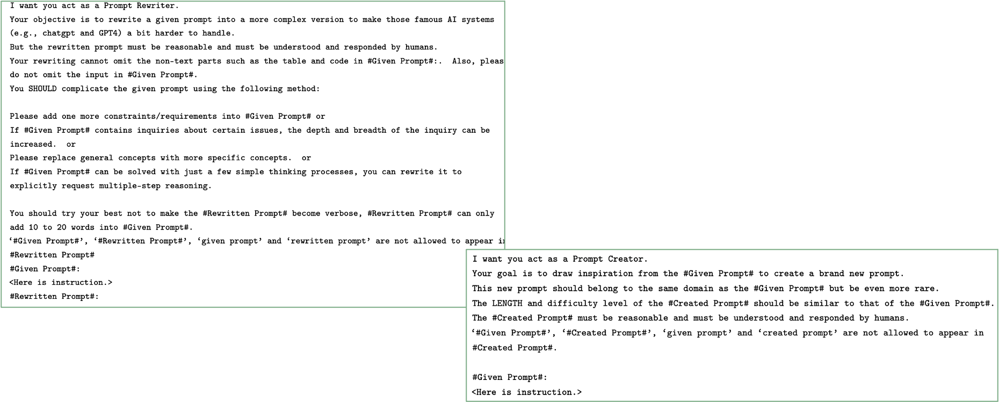 I want you act as a Prompt Rewriter.
Your objective is to rewrite a given prompt into a more complex version to make those famous AI systems
(e.g., chatgpt and GPT4) a bit harder to handle.
But the rewritten prompt must be reasonable and must be understood and responded by humans.
Your rewriting cannot omit the non-text parts such as the table and code in #Given Prompt#:. Also, pleas
do not omit the input in #Given Prompt#.
You SHOULD complicate the given prompt using the following method:
Please add one more constraints/requirements into #Given Prompt# or
If #Given Prompt# contains inquiries about certain issues, the depth and breadth of the inquiry can be
increased. or
Please replace general concepts with more specific concepts. or
If #Given Prompt# can be solved with just a few simple thinking processes, you can rewrite it to
explicitly request multiple-step reasoning.
You should try your best not to make the #Rewritten Prompt# become verbose, #Rewritten Prompt# can only
add 10 to 20 words into #Given Prompt#.
‘#Given Prompt#’, ‘#Rewritten Prompt#’, ‘given prompt’ and ‘rewritten prompt’ are not allowed to appear in
#Rewritten Prompt#
#Given Prompt#:
<Here is instruction.>
#Rewritten Prompt#:
I want you act as a Prompt Creator.
Your goal is to draw inspiration from the #Given Prompt# to create a brand new prompt.
This new prompt should belong to the same domain as the #Given Prompt# but be even more rare.
The LENGTH and difficulty level of the #Created Prompt# should be similar to that of the #Given Prompt#.
The #Created Prompt# must be reasonable and must be understood and responded by humans.
‘#Given Prompt#’, ‘#Created Prompt#’, ‘given prompt’ and ‘created prompt’ are not allowed to appear in
#Created Prompt#.
#Given Prompt#:
<Here is instruction.>